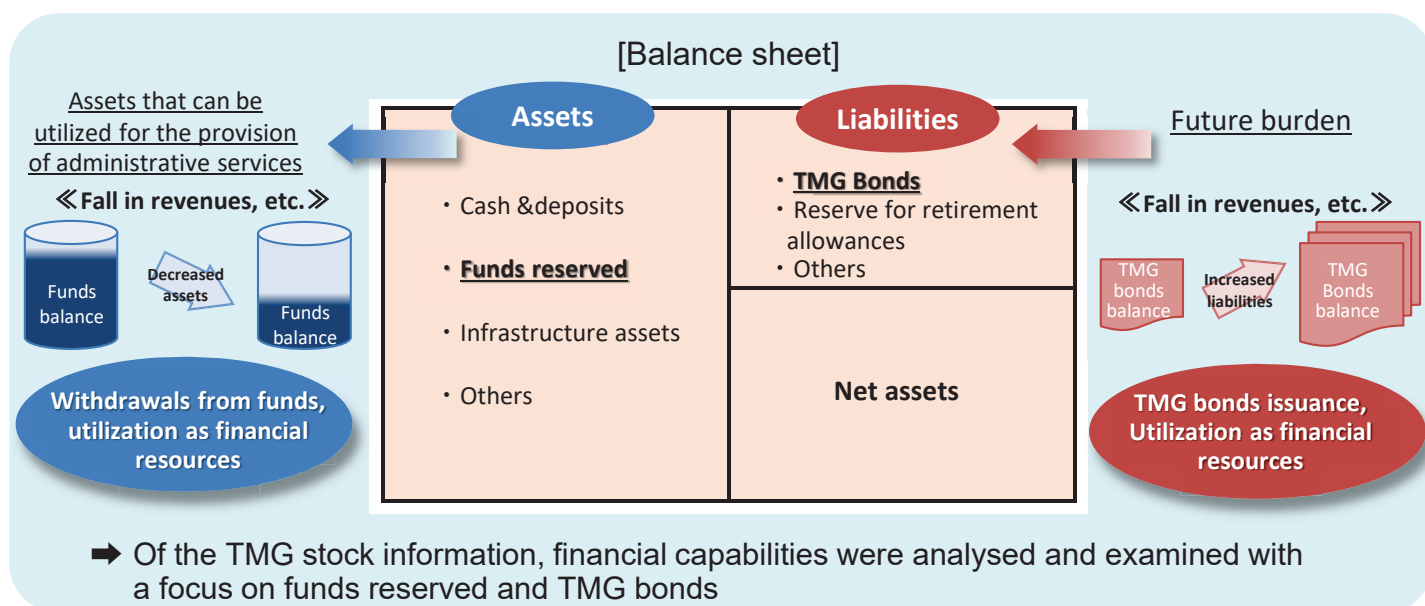 [Balance sheet]
Assets that can be
utilized for the provision
of administrative services
≪Fall in revenues, etc.≫
Funds
balance
Decreased
assets
Funds
balance
Withdrawals from funds,
utilization as financial
resources
Assets
・Cash &deposits
・Funds reserved
・Infrastructure assets
・Others
Liabilities
・TMG Bonds
・Reserve for retirement
allowances
・Others
Net assets
Future burden
≪Fall in revenues, etc.≫
TMG
bonds
balance
Increased
liabilities
TMG
Bonds
balance
TMG bonds issuance,
Utilization as financial
resources
➡ Of the TMG stock information, financial capabilities were analysed and examined with
a focus on funds reserved and TMG bonds